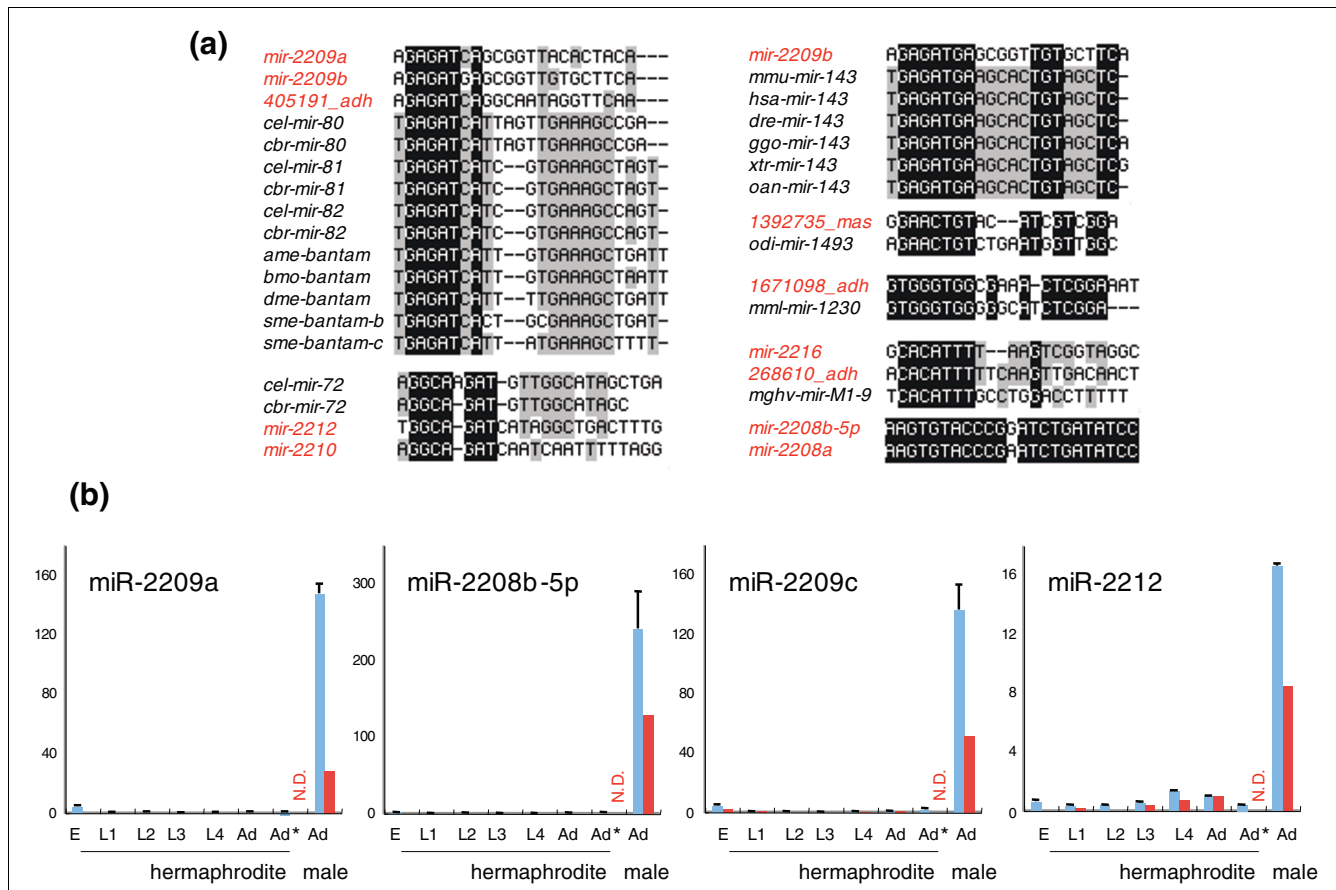 (a)
mir-2209a AGAGATCAGCGGTTACACTACA---
mir-2209b AGAGATGAGCGGTTGTGCTTCA---
405191_adh AGAGATCAGGCAATAGGTTCAA---
cel-mir-80 TGAGATCATTAGTTGAAAGCCGA--
cbr-mir-80 TGAGATCATTAGTTGAAAGCCGA--
cel-mir-81 TGAGATCATC--GTGAAAGCTAGT-
cbr-mir-81 TGAGATCATC--GTGAAAGCTAGT-
cel-mir-82 TGAGATCATC--GTGAAAGCCAGT-
cbr-mir-82 TGAGATCATC--GTGAAAGCCAGT-
ame-bantam TGAGATCATT--GTGAAAGCTGATT
bmo-bantam TGAGATCATT--GTGAAAGCTAATT
dme-bantam TGAGATCATT--TTGAAAGCTGATT
sme-bantam-b TGAGATCACT-GCGAAAGCTGAT-
sme-bantam-c TGAGATCATT--ATGAAAGCTTTT-
cel-mir-72 AGGCAAGAT-GTTGGCATAGCTGA
cbr-mir-72 AGGCA-GAT-GTTGGCATAGC
mir-2212 TGGCA-GATCATAGGCTGACTTTG
mir-2210 AGGCA-GATCAATCAATTTTTAGG
mir-2209b AGAGATGAGCGGTTGTGCTTCA
mmu-mir-143 TGAGATGAAGCACTGTAGCTC-
hsa-mir-143 TGAGATGAAGCACTGTAGCTC-
dre-mir-143 TGAGATGAAGCACTGTAGCTC-
ggo-mir-143 TGAGATGAAGCACTGTAGCTCA
xtr-mir-143 TGAGATGAAGCACTGTAGCTCG
oan-mir-143 TGAGATGAAGCACTGTAGCTC-
1392735_mas GGAACTGTAC--ATCGTCGGA
odi-mir-1493 AGAACTGTCTGAATGGTTGGC
1671098_adh GTGGGTGGCGAAA-CTCGGAAAT
mml-mir-1230 GTGGGTGGGGGCATCTCGGA---
mir-2216 GCACATTTT--AAGTCGGTAGGC
268610_adh ACACATTTTTCAAGTTGACAACT
mghv-mir-M1-9 TCACATTTGCCTGGACCTTTTT
mir-2208b-5p AAGTGTACCCGGATCTGATATCC
mir-2208a AAGTGTACCCGAATCTGATATCC
(b)
miR-2209a
160
120
80
40
0
N.D.
E L1 L2 L3 L4 Ad Ad* Ad
hermaphrodite male
miR-2208b-5p
300
200
100
0
N.D.
E L1 L2 L3 L4 Ad Ad* Ad
hermaphrodite male
miR-2209c
160
120
80
40
0
N.D.
E L1 L2 L3 L4 Ad Ad* Ad
hermaphrodite male
miR-2212
16
12
8
4
0
N.D.
E L1 L2 L3 L4 Ad Ad* Ad
hermaphrodite male